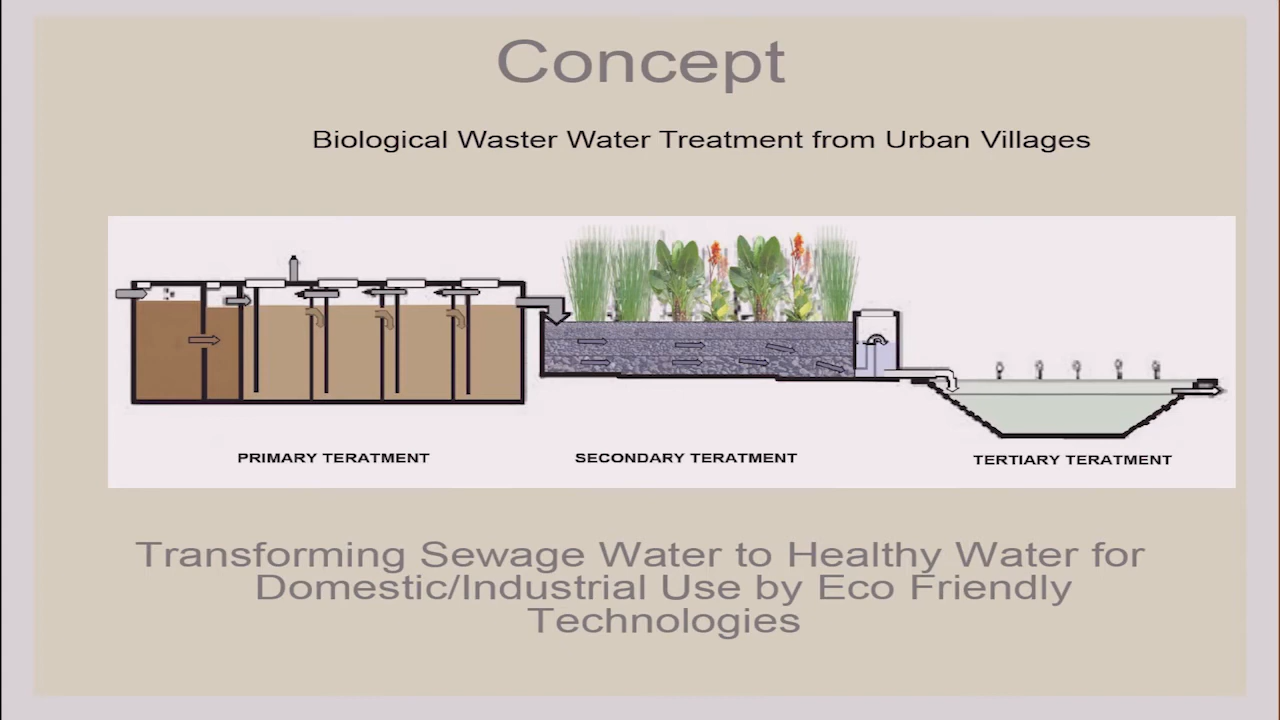 Concept
Biological Waster Water Treatment from Urban Villages
PRIMARY TERATMENT
SECONDARY TERATMENT
TERTIARY TERATMENT
Transforming Sewage Water to Healthy Water for
Domestic/Industrial Use by Eco Friendly
Technologies